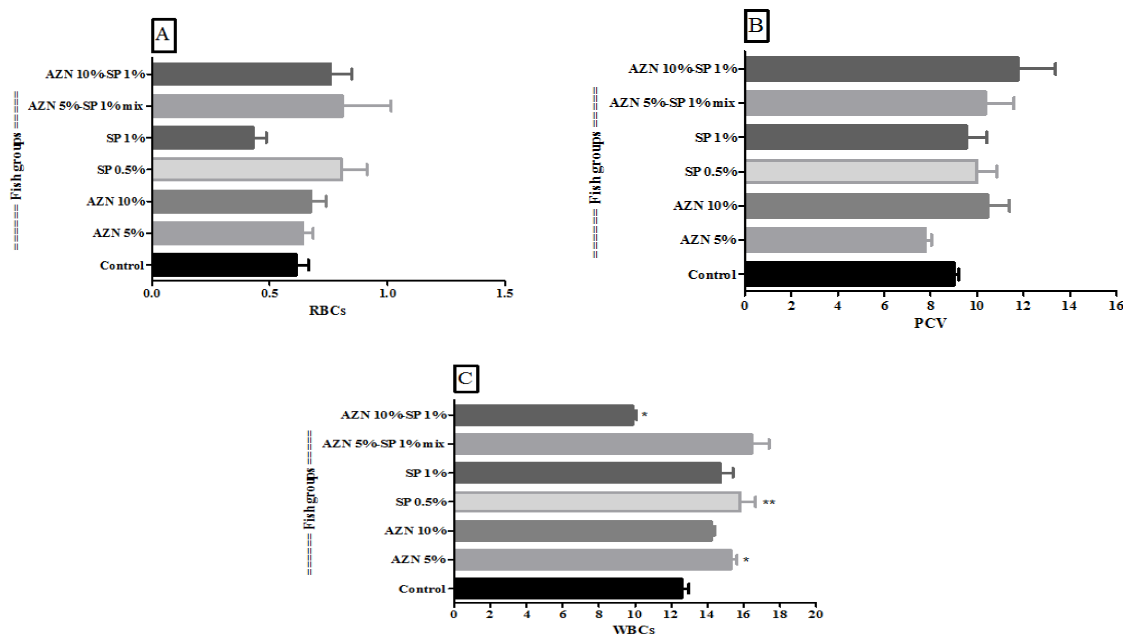 A
AZN 10%-SP 1%
AZN 5%-SP 1% mix
SP 1%
SP 0.5%
AZN 10%
AZN 5%
Control
Fish groups
0.0 0.5 1.0 1.5
RBCs
B
AZN 10%-SP 1%
AZN 5%-SP 1% mix
SP 1%
SP 0.5%
AZN 10%
AZN 5%
Control
Fish groups
0 2 4 6 8 10 12 14 16
PCV
C
AZN 10%-SP 1% *
AZN 5%-SP 1% mix
SP 1%
SP 0.5% **
AZN 10%
AZN 5% *
Control
Fish groups
0 2 4 6 8 10 12 14 16 18 20
WBCs